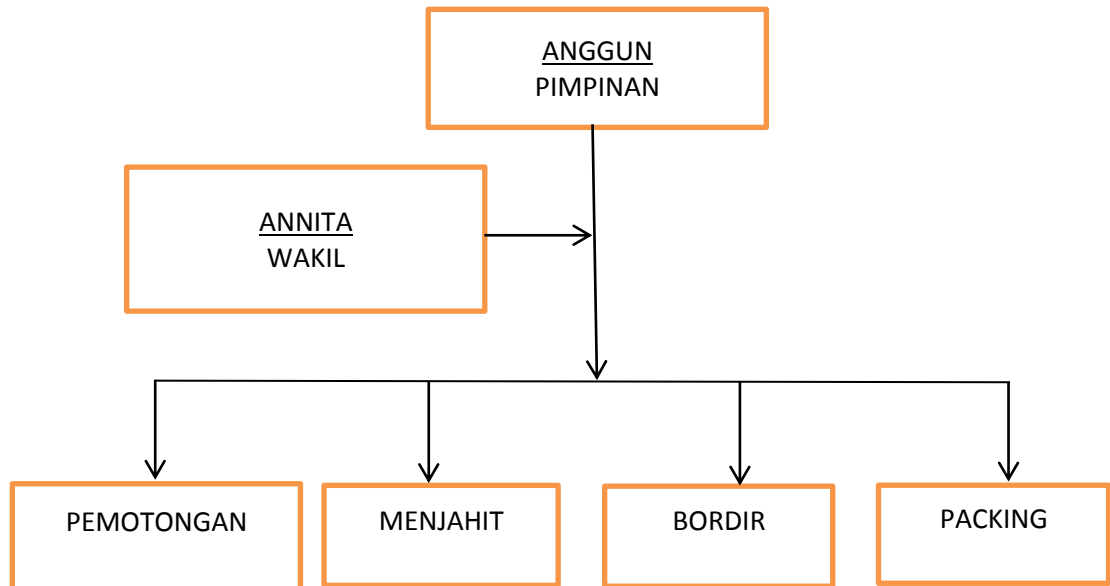 ANGGUN
PIMPINAN
ANNITA
WAKIL
PEMOTONGAN
MENJAHIT
BORDIR
PACKING